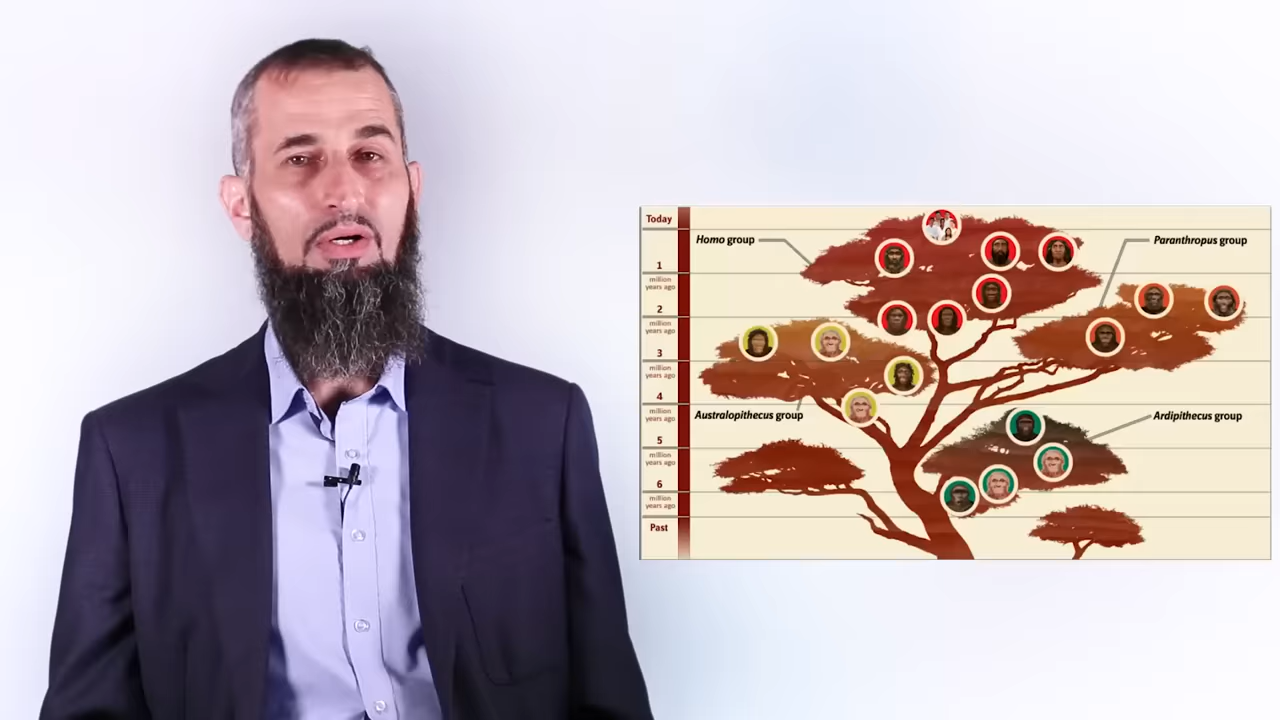 Today
Homo group
Paranthropus group
1
million
years ago
2
million
years ago
3
million
years ago
4
Australopithecus group
Ardipithecus group
million
years ago
5
million
years ago
6
million
years ago
Past